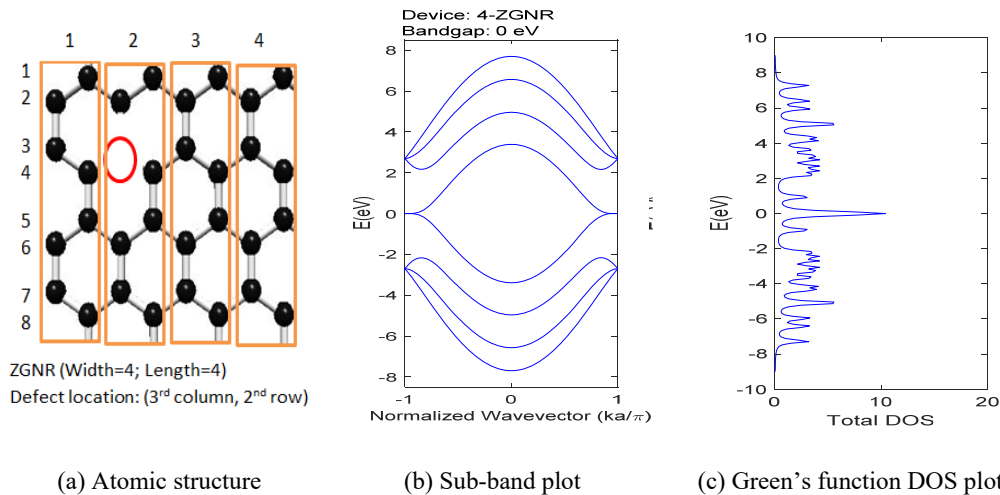 1 2 3 4
1
2
3
4
5
6
7
8
ZGNR (Width=4; Length=4)
Defect location: (3rd column, 2nd row)
(a) Atomic structure
Device: 4-ZGNR
Bandgap: 0 eV
E(eV)
8
6
4
2
0
-2
-4
-6
-8
-1 0 1
Normalized Wavevector (ka/π)
(b) Sub-band plot
E(eV)
10
8
6
4
2
0
-2
-4
-6
-8
-10
0 5 10 15 20
Total DOS
(c) Green's function DOS plot